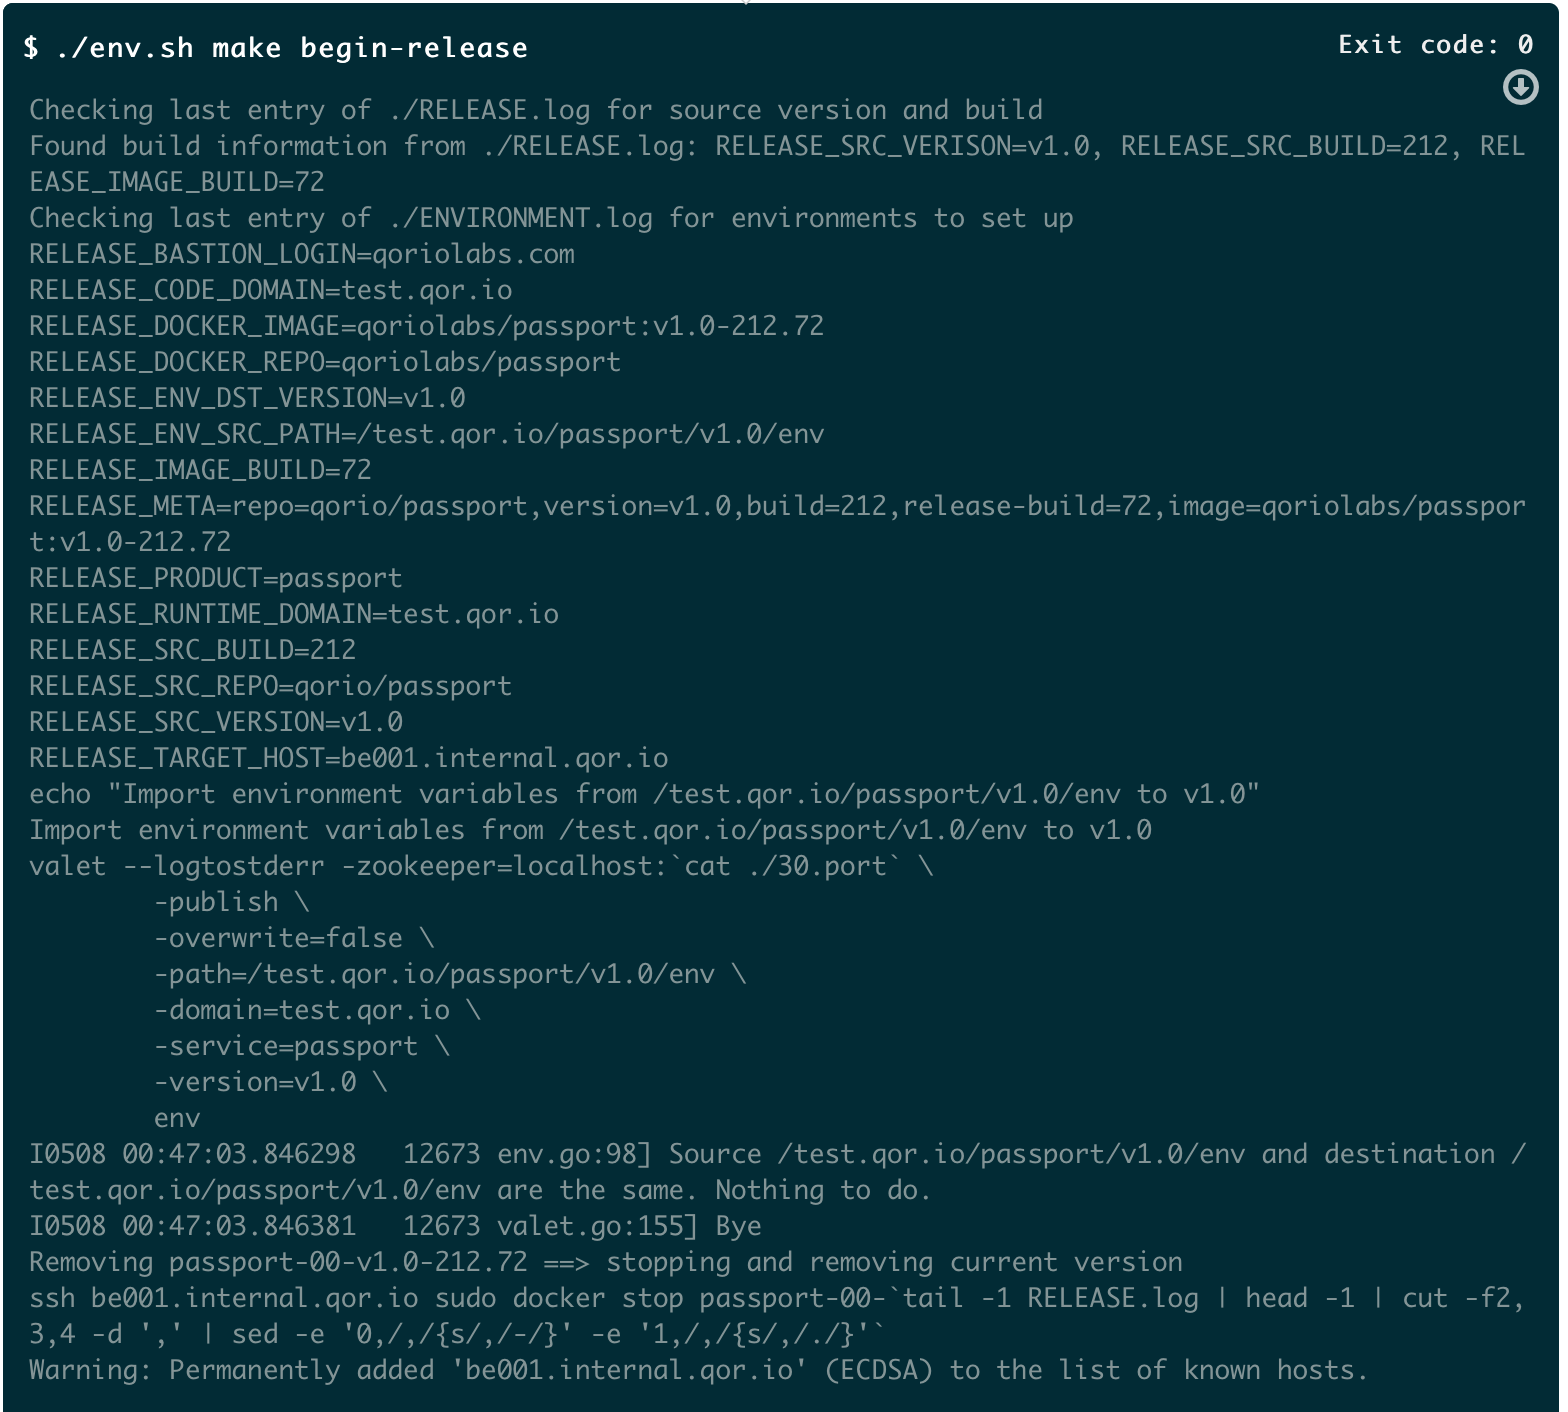 $ ./env.sh make begin-release
Exit code: 0
Checking last entry of ./RELEASE.log for source version and build
Found build information from ./RELEASE.log: RELEASE_SRC_VERISON=v1.0, RELEASE_SRC_BUILD=212, REL
EASE_IMAGE_BUILD=72
Checking last entry of ./ENVIRONMENT.log for environments to set up
RELEASE_BASTION_LOGIN=qoriolabs.com
RELEASE_CODE_DOMAIN=test.qor.io
RELEASE_DOCKER_IMAGE=qoriolabs/passport:v1.0-212.72
RELEASE_DOCKER_REPO=qoriolabs/passport
RELEASE_ENV_DST_VERSION=v1.0
RELEASE_ENV_SRC_PATH=/test.qor.io/passport/v1.0/env
RELEASE_IMAGE_BUILD=72
RELEASE_META=repo=qorio/passport,version=v1.0,build=212,release-build=72,image=qoriolabs/passpor
t:v1.0-212.72
RELEASE_PRODUCT=passport
RELEASE_RUNTIME_DOMAIN=test.qor.io
RELEASE_SRC_BUILD=212
RELEASE_SRC_REPO=qorio/passport
RELEASE_SRC_VERSION=v1.0
RELEASE_TARGET_HOST=be001.internal.qor.io
echo "Import environment variables from /test.qor.io/passport/v1.0/env to v1.0"
Import environment variables from /test.qor.io/passport/v1.0/env to v1.0
valet --logtostderr -zookeeper=localhost:`cat ./30.port` \
        -publish \
        -overwrite=false \
        -path=/test.qor.io/passport/v1.0/env \
        -domain=test.qor.io \
        -service=passport \
        -version=v1.0 \
        env
I0508 00:47:03.846298   12673 env.go:98] Source /test.qor.io/passport/v1.0/env and destination /
test.qor.io/passport/v1.0/env are the same. Nothing to do.
I0508 00:47:03.846381   12673 valet.go:155] Bye
Removing passport-00-v1.0-212.72 ==> stopping and removing current version
ssh be001.internal.qor.io sudo docker stop passport-00-`tail -1 RELEASE.log | head -1 | cut -f2,
3,4 -d ',' | sed -e '0,/,/{s/,/-/}' -e '1,/,/{s/,/./}'`
Warning: Permanently added 'be001.internal.qor.io' (ECDSA) to the list of known hosts.